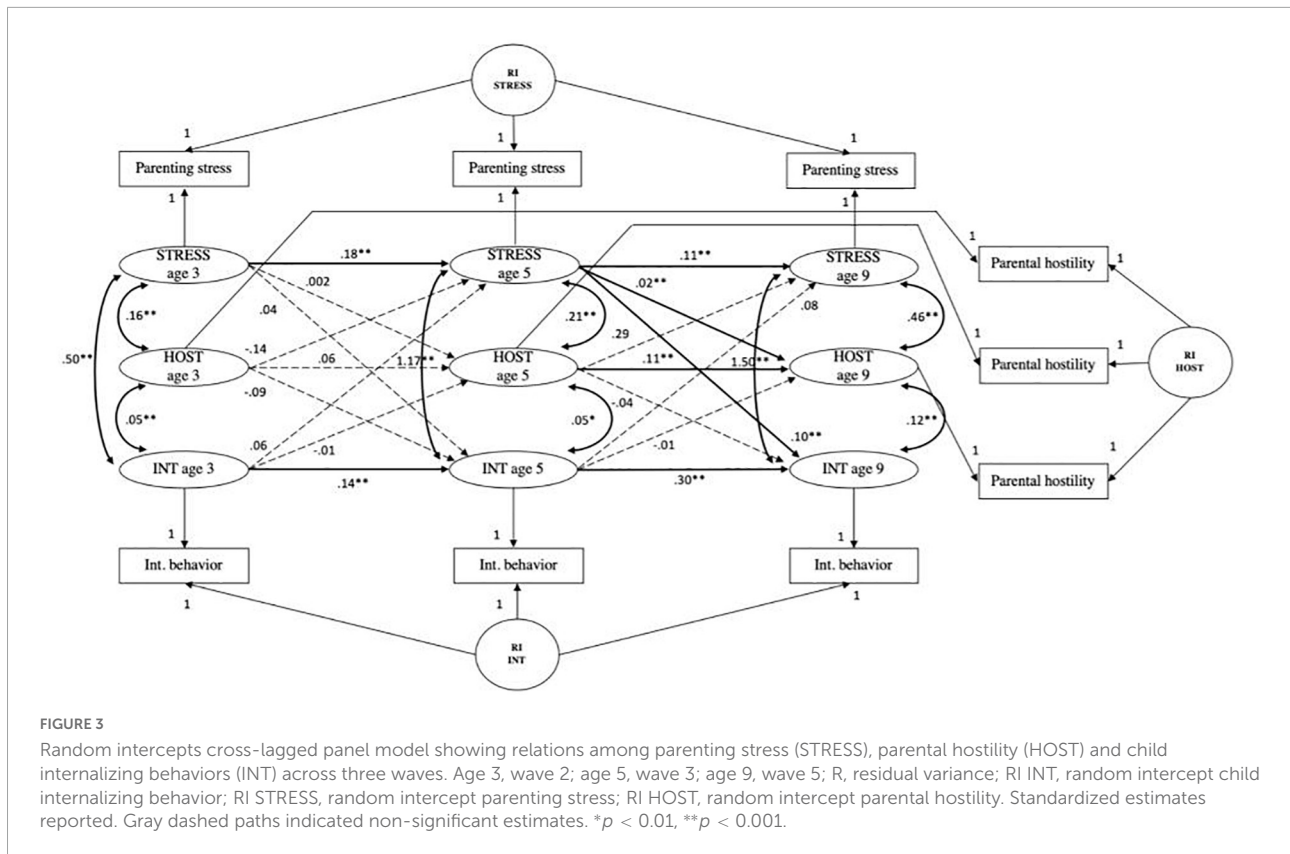 RI
STRESS
1
1
1
Parenting stress
Parenting stress
Parenting stress
1
1
1
STRESS
age 3
.18**
STRESS
age 5
.11**
STRESS
age 9
1
1
Parental hostility
.002
.02**
.08
.04
.16**
.21**
.29
.46**
.50**
-.14
.06
1.17**
.11**
1.50**
HOST
age 3
HOST
age 5
HOST
age 9
1
1
Parental hostility
RI
HOST
-.09
-.04
.05**
.05*
.12**
.06
-.01
-.01
.10**
INT age 3
.14**
INT age 5
.30**
INT age 9
1
1
Parental hostility
1
1
1
Int. behavior
Int. behavior
Int. behavior
1
1
1
RI
INT
FIGURE 3
Random intercepts cross-lagged panel model showing relations among parenting stress (STRESS), parental hostility (HOST) and child
internalizing behaviors (INT) across three waves. Age 3, wave 2; age 5, wave 3; age 9, wave 5; R, residual variance; RI INT, random intercept child
internalizing behavior; RI STRESS, random intercept parenting stress; RI HOST, random intercept parental hostility. Standardized estimates
reported. Gray dashed paths indicated non-significant estimates. *p < 0.01, **p < 0.001.